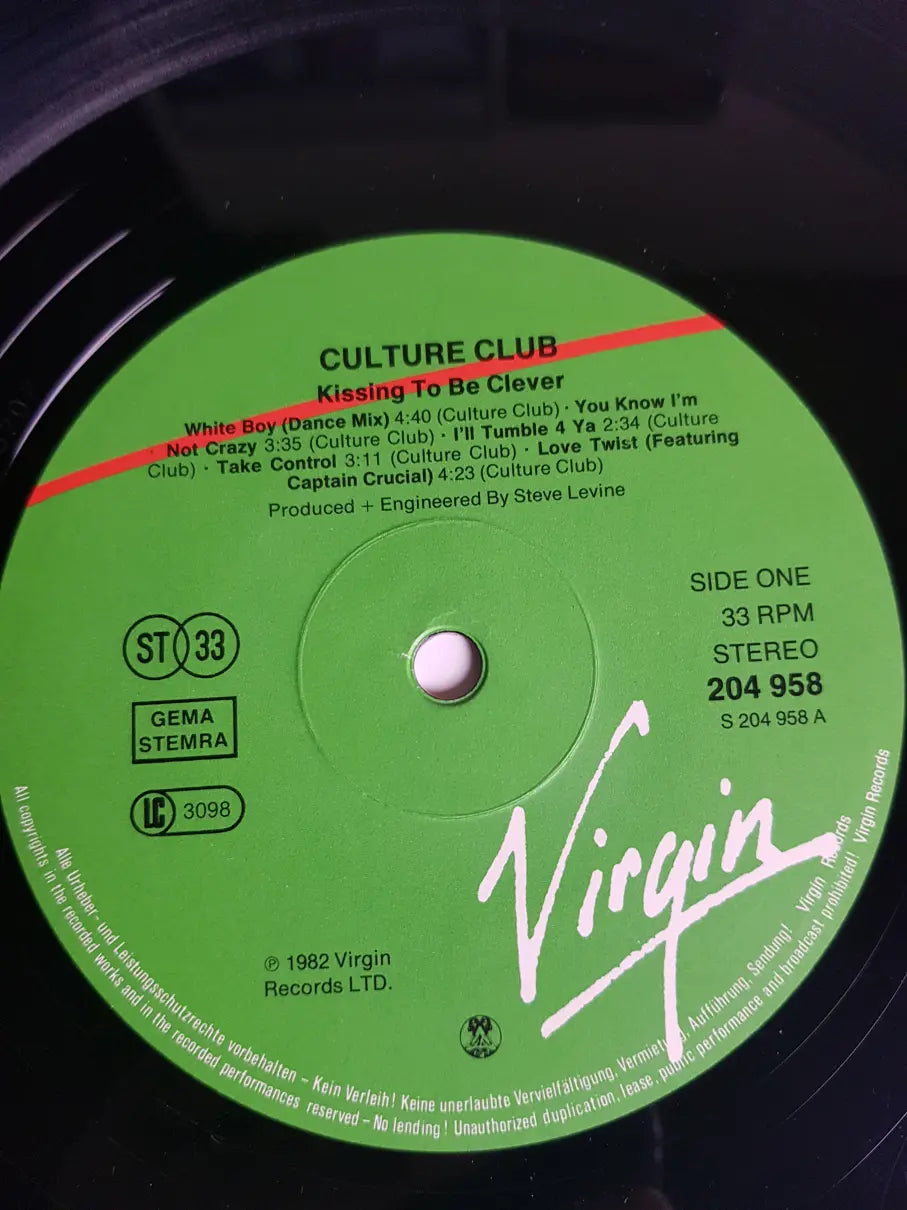 CULTURE CLUB
Kissing To Be Clever
White Boy (Dance Mix) 4:40 (Culture Club) · You Know I'm
· Not Crazy 3:35 (Culture Club) · I'll Tumble 4 Ya 2:34 (Culture
Club) · Take Control 3:11 (Culture Club) · Love Twist (Featuring
Captain Crucial) 4:23 (Culture Club)
Produced + Engineered By Steve Levine
SIDE ONE
33 RPM
STEREO
204 958
S 204 958 A
ST 33
GEMA
STEMRA
LC 3098
Virgin
℗ 1982 Virgin
Records LTD.
Alle Urheber- und Leistungsschutzrechte vorbehalten – Kein Verleih! Keine unerlaubte Vervielfältigung, Vermietung, Aufführung, Sendung! Virgin Records
All copyrights in the recorded works and in the recorded performances reserved – No lending! Unauthorized duplication, lease, public performance and broadcast prohibited! Virgin Records